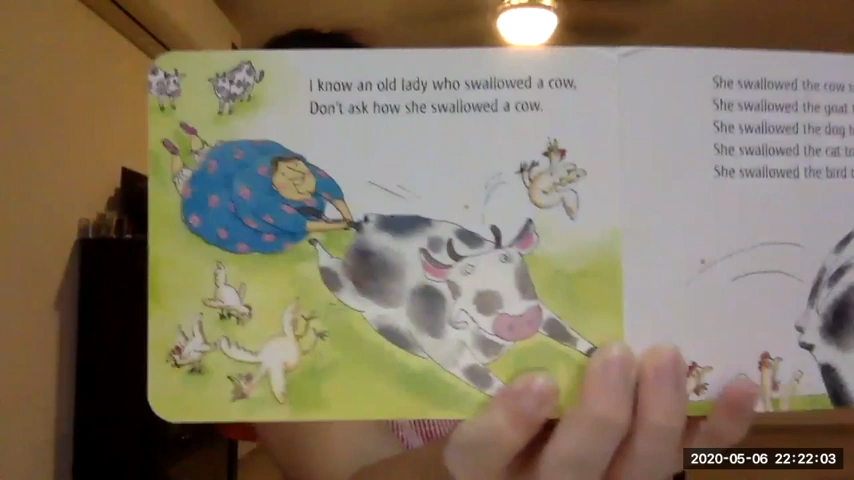 I know an old lady who swallowed a cow,
Don't ask how she swallowed a cow.
She swallowed the cow
She swallowed the goat
She swallowed the dog
She swallowed the cat
She swallowed the bird
2020-05-06 22:22:03